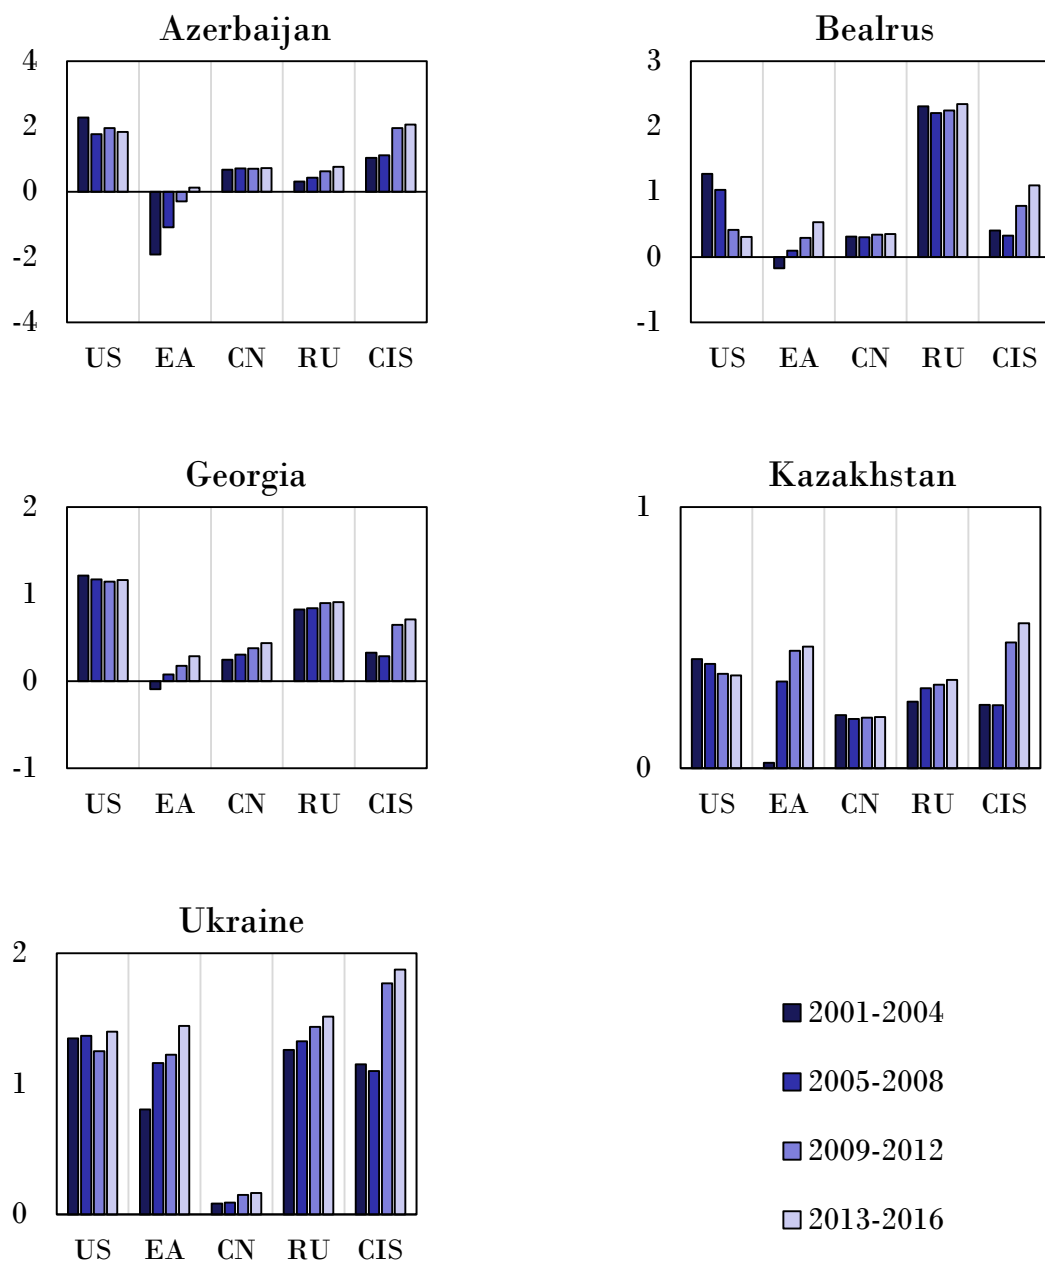 Azerbaijan
4
2
0
-2
-4
US EA CN RU CIS
Bealrus
3
2
1
0
-1
US EA CN RU CIS
Georgia
2
1
0
-1
US EA CN RU CIS
Kazakhstan
1
0
US EA CN RU CIS
Ukraine
2
1
0
US EA CN RU CIS
2001-2004
2005-2008
2009-2012
2013-2016